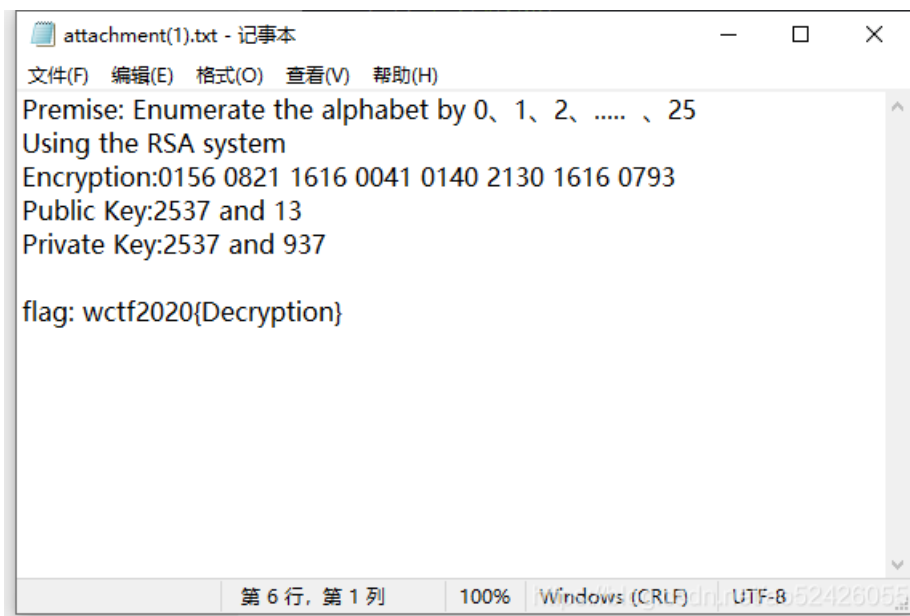 attachment(1).txt - 记事本
文件(F) 编辑(E) 格式(O) 查看(V) 帮助(H)
Premise: Enumerate the alphabet by 0、1、2、..... 、25
Using the RSA system
Encryption:0156 0821 1616 0041 0140 2130 1616 0793
Public Key:2537 and 13
Private Key:2537 and 937
flag: wctf2020{Decryption}
第 6 行, 第 1 列 100% Windows (CRLF) UTF-8